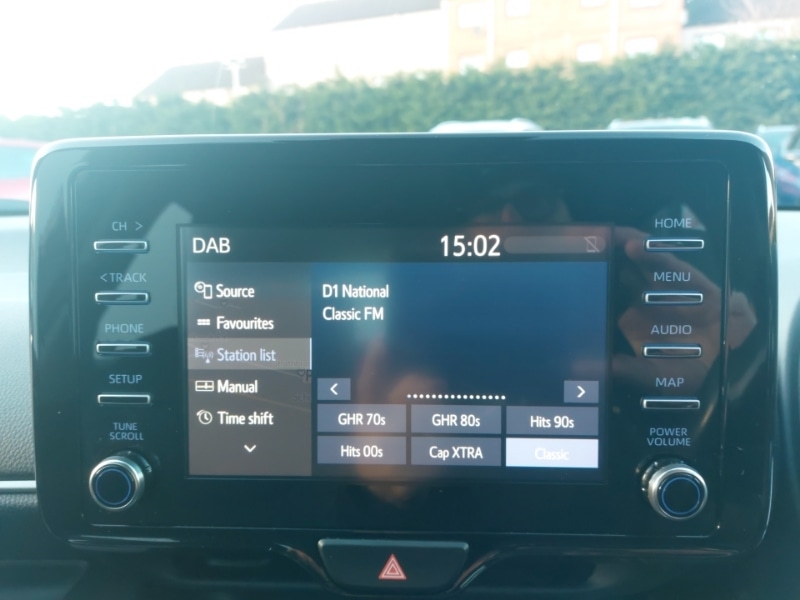 CH >
< TRACK
PHONE
SETUP
TUNE
SCROLL
DAB
15:02
Source
Favourites
Station list
Manual
Time shift
D1 National
Classic FM
< >
GHR 70s GHR 80s Hits 90s
Hits 00s Cap XTRA Classic
HOME
MENU
AUDIO
MAP
POWER
VOLUME